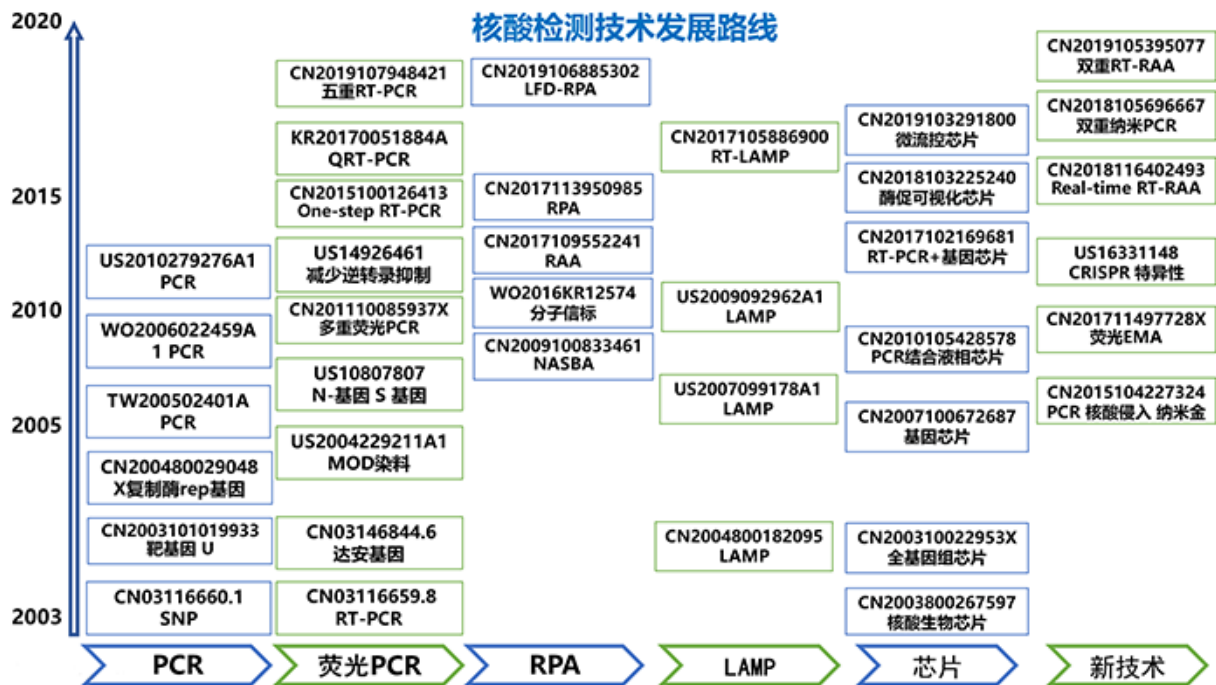 核酸检测技术发展路线
2020
2015
2010
2005
2003
US2010279276A1
PCR
WO2006022459A
1 PCR
TW200502401A
PCR
CN200480029048
X复制酶rep基因
CN2003101019933
靶基因 U
CN03116660.1
SNP
PCR
CN2019107948421
五重RT-PCR
KR20170051884A
QRT-PCR
CN2015100126413
One-step RT-PCR
US14926461
减少逆转录抑制
CN201110085937X
多重荧光PCR
US10807807
N-基因 S 基因
US2004229211A1
MOD染料
CN03146844.6
达安基因
CN03116659.8
RT-PCR
荧光PCR
CN2019106885302
LFD-RPA
CN2017113950985
RPA
CN2017109552241
RAA
WO2016KR12574
分子信标
CN2009100833461
NASBA
RPA
CN2017105886900
RT-LAMP
US2009092962A1
LAMP
US2007099178A1
LAMP
CN2004800182095
LAMP
LAMP
CN2019103291800
微流控芯片
CN2018103225240
酶促可视化芯片
CN2017102169681
RT-PCR+基因芯片
CN2010105428578
PCR结合液相芯片
CN2007100672687
基因芯片
CN200310022953X
全基因组芯片
CN2003800267597
核酸生物芯片
芯片
CN2019105395077
双重RT-RAA
CN2018105696667
双重纳米PCR
CN2018116402493
Real-time RT-RAA
US16331148
CRISPR 特异性
CN201711497728X
荧光EMA
CN2015104227324
PCR 核酸侵入 纳米金
新技术